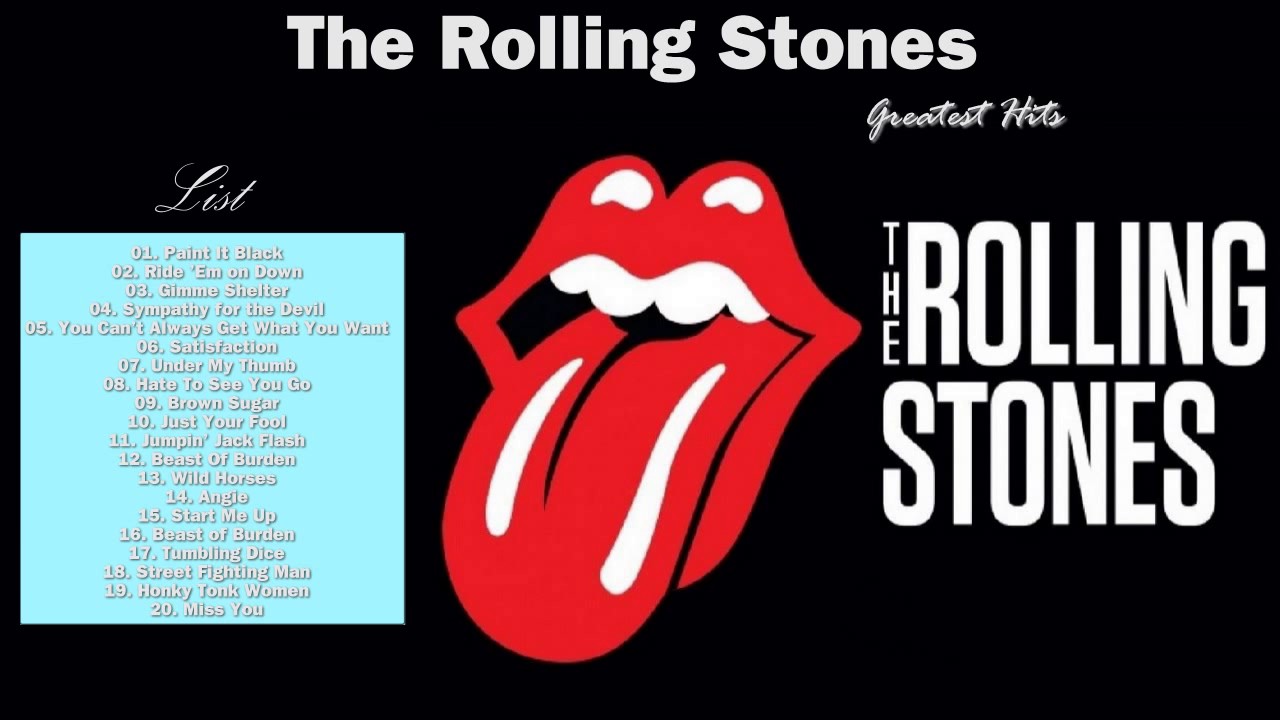 The Rolling Stones
Greatest Hits
List
01. Paint It Black
02. Ride 'Em on Down
03. Gimme Shelter
04. Sympathy for the Devil
05. You Can't Always Get What You Want
06. Satisfaction
07. Under My Thumb
08. Hate To See You Go
09. Brown Sugar
10. Just Your Fool
11. Jumpin' Jack Flash
12. Beast Of Burden
13. Wild Horses
14. Angie
15. Start Me Up
16. Beast of Burden
17. Tumbling Dice
18. Street Fighting Man
19. Honky Tonk Women
20. Miss You
THE ROLLING
STONES